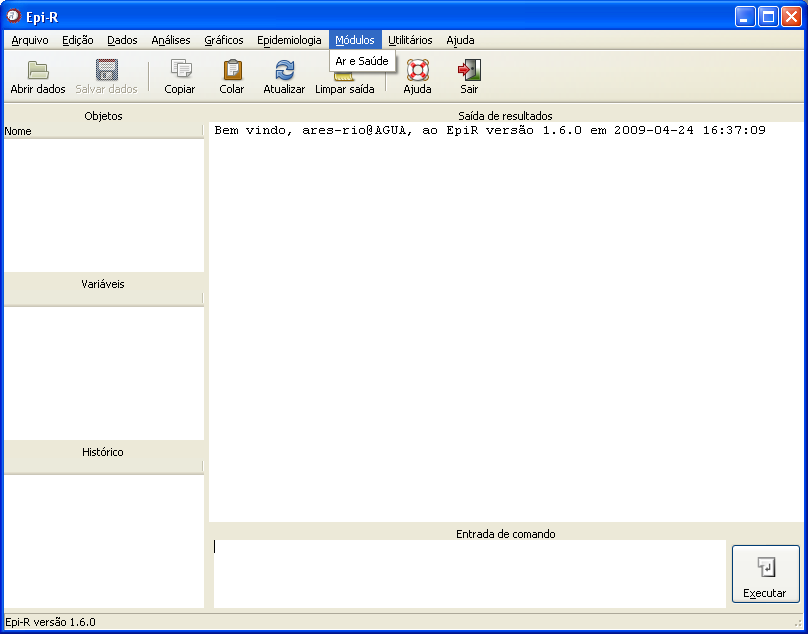 Epi-R
Arquivo Edição Dados Análises Gráficos Epidemiologia Módulos Utilitários Ajuda
Ar e Saúde
Abrir dados Salvar dados Copiar Colar Atualizar Limpar saída Ajuda Sair
Objetos
Nome
Variáveis
Histórico
Saída de resultados
Bem vindo, ares-rio@AGUA, ao EpiR versão 1.6.0 em 2009-04-24 16:37:09
Entrada de comando
Executar
Epi-R versão 1.6.0